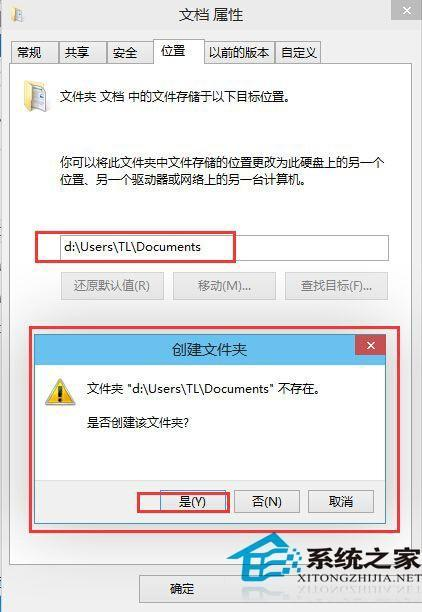 文档 属性
常规 共享 安全 位置 以前的版本 自定义
文件夹 文档 中的文件存储于以下目标位置。
你可以将此文件夹中文件存储的位置更改为此硬盘上的另一个
位置、另一个驱动器或网络上的另一台计算机。
d:\Users\TL\Documents
还原默认值(R) 移动(M)... 查找目标(F)...
创建文件夹
文件夹 "d:\Users\TL\Documents" 不存在。
是否创建该文件夹?
是(Y) 否(N) 取消
系统之家
XITONGZHIJIA.NET
确定